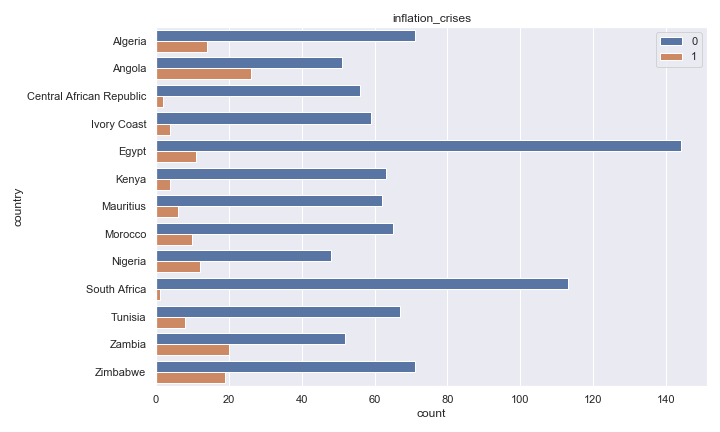 inflation_crises
0
1
Algeria
Angola
Central African Republic
Ivory Coast
Egypt
Kenya
Mauritius
Morocco
Nigeria
South Africa
Tunisia
Zambia
Zimbabwe
country
0 20 40 60 80 100 120 140
count